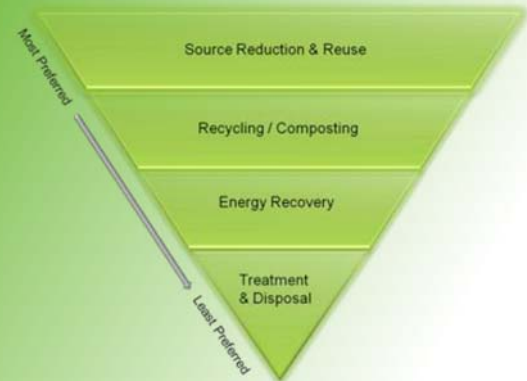 Most Preferred
Source Reduction & Reuse
Recycling / Composting
Energy Recovery
Treatment
& Disposal
Least Preferred